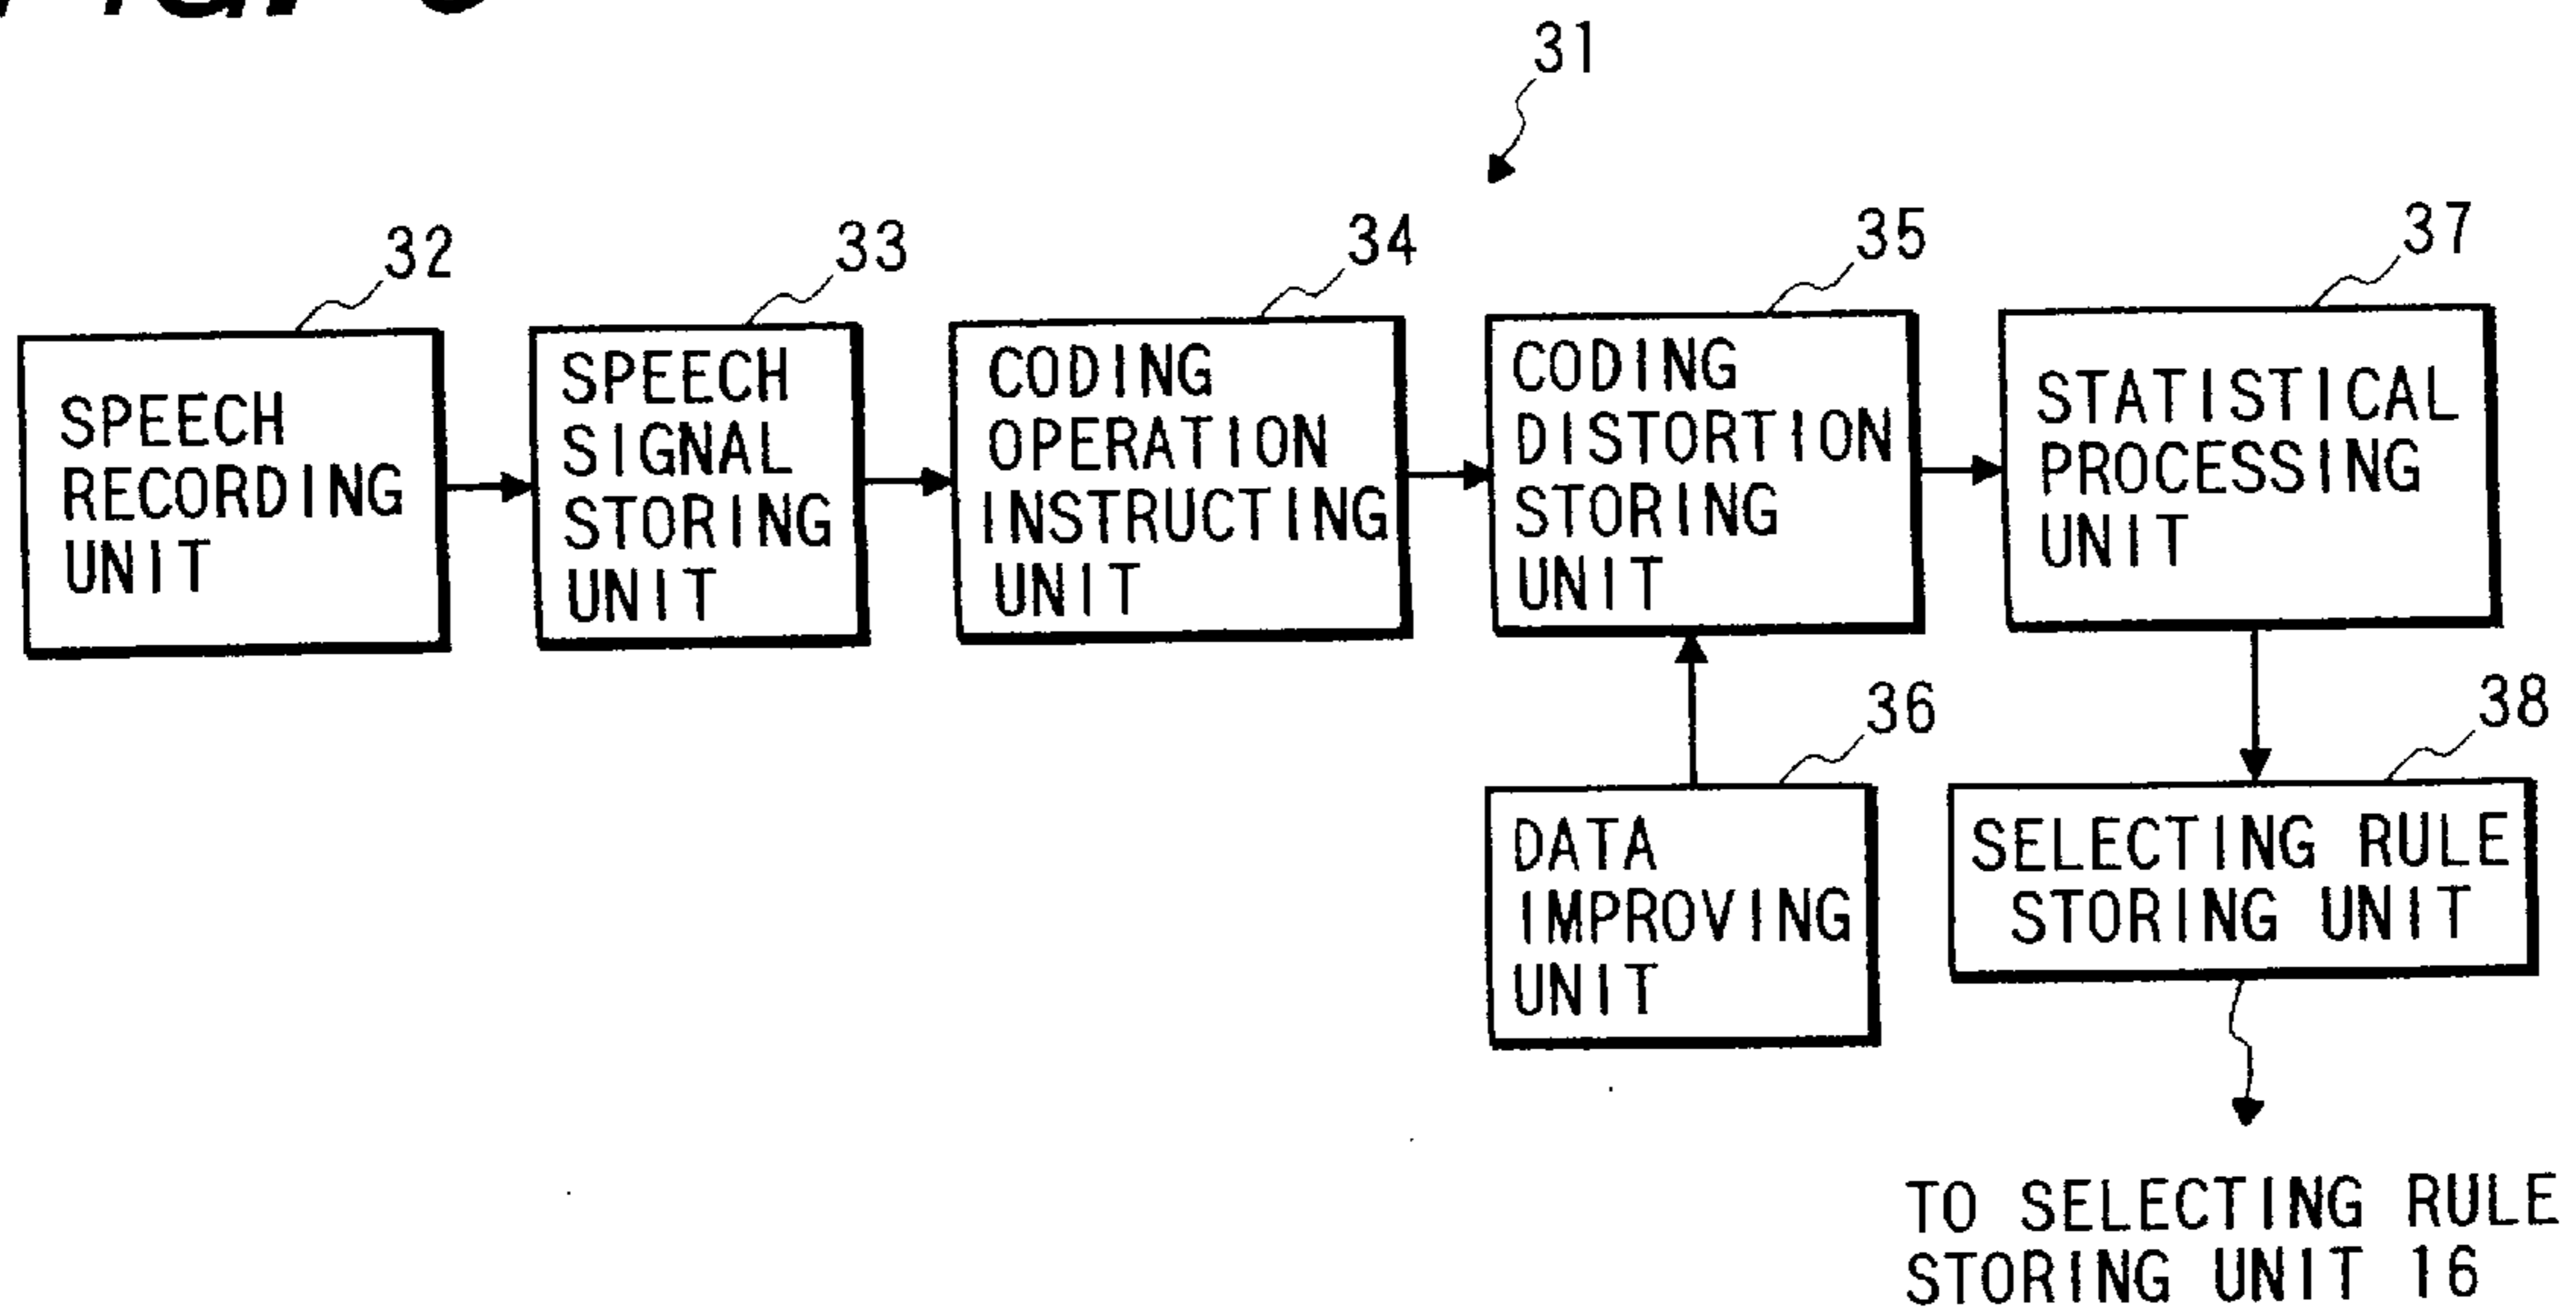 31
32
SPEECH
RECORDING
UNIT
33
SPEECH
SIGNAL
STORING
UNIT
34
CODING
OPERATION
INSTRUCTING
UNIT
35
CODING
DISTORTION
STORING
UNIT
37
STATISTICAL
PROCESSING
UNIT
36
DATA
IMPROVING
UNIT
38
SELECTING RULE
STORING UNIT
TO SELECTING RULE
STORING UNIT 16